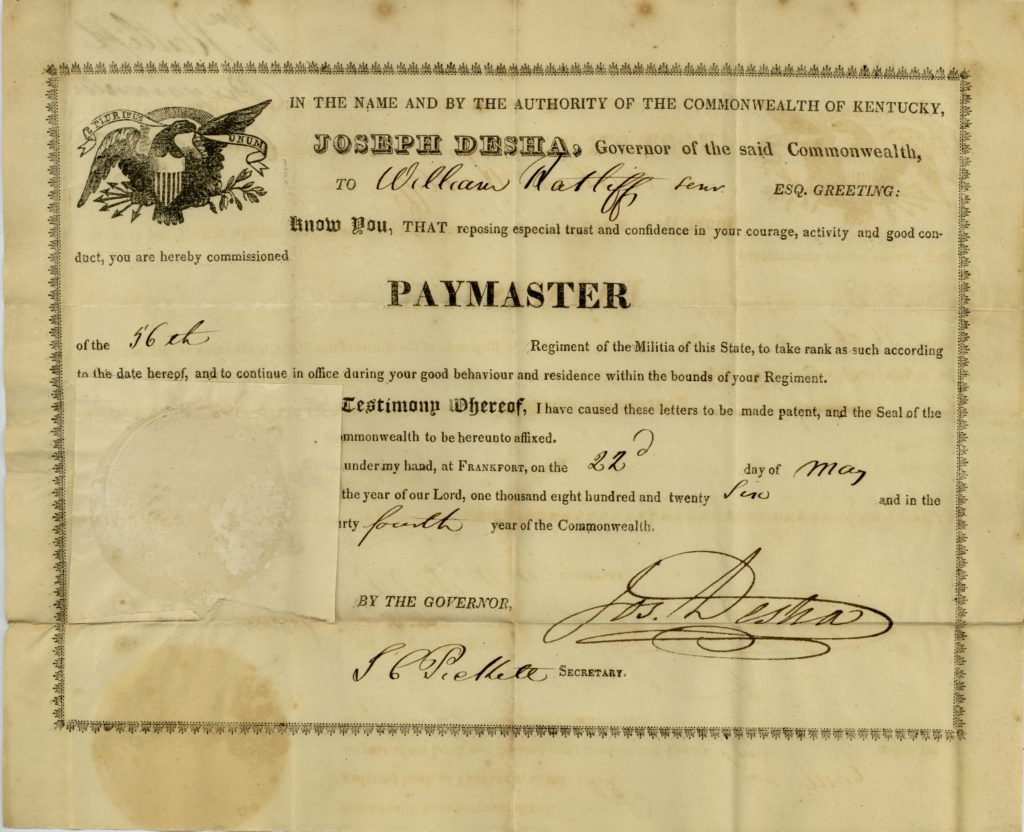 E PLURIBUS UNUM
IN THE NAME AND BY THE AUTHORITY OF THE COMMONWEALTH OF KENTUCKY,
JOSEPH DESHA, Governor of the said Commonwealth,
TO William Ratliff senr ESQ. GREETING:
Know You, THAT reposing especial trust and confidence in your courage, activity and good con-
duct, you are hereby commissioned
PAYMASTER
of the 56th Regiment of the Militia of this State, to take rank as such according
to the date hereof, and to continue in office during your good behaviour and residence within the bounds of your Regiment.
Testimony Whereof, I have caused these letters to be made patent, and the Seal of the
mmonwealth to be hereunto affixed.
under my hand, at FRANKFORT, on the 22d day of May
the year of our Lord, one thousand eight hundred and twenty Six and in the
irty fourth year of the Commonwealth.
BY THE GOVERNOR,
Jos. Desha
J C Pickett SECRETARY.